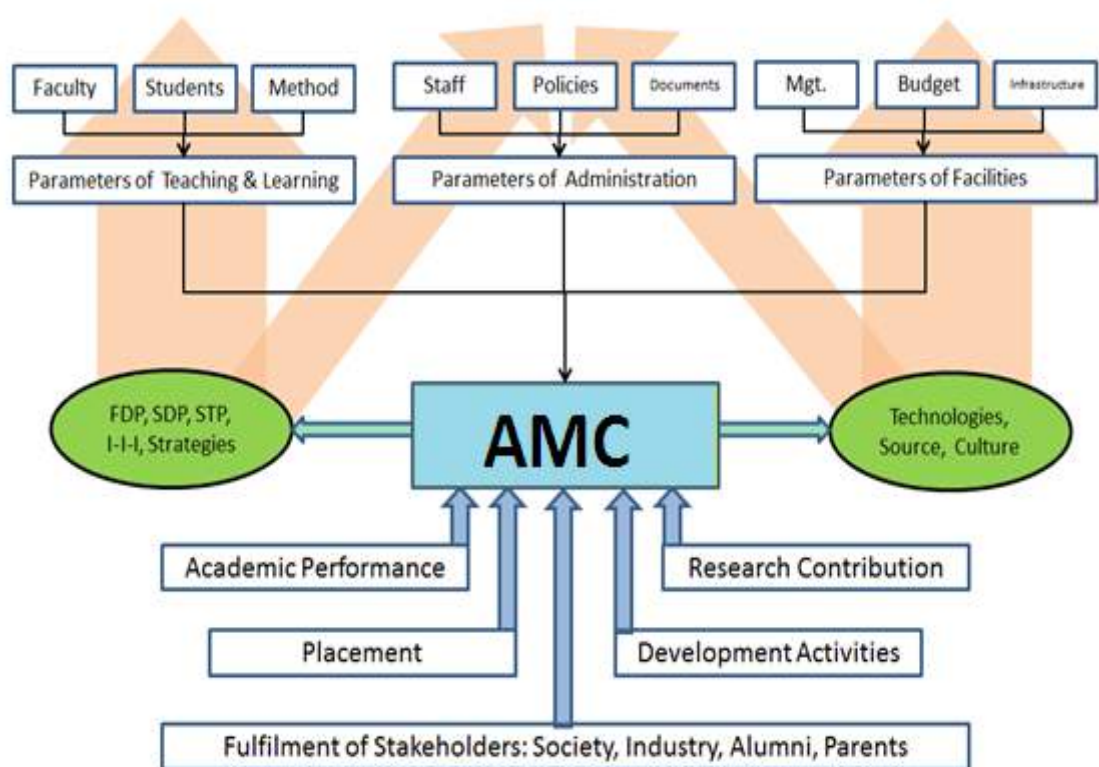 Faculty
Students
Method
Staff
Policies
Documents
Mgt.
Budget
Infrastructure
Parameters of Teaching & Learning
Parameters of Administration
Parameters of Facilities
FDP, SDP, STP,
I-I-I, Strategies
AMC
Technologies,
Source, Culture
Academic Performance
Research Contribution
Placement
Development Activities
Fulfilment of Stakeholders: Society, Industry, Alumni, Parents